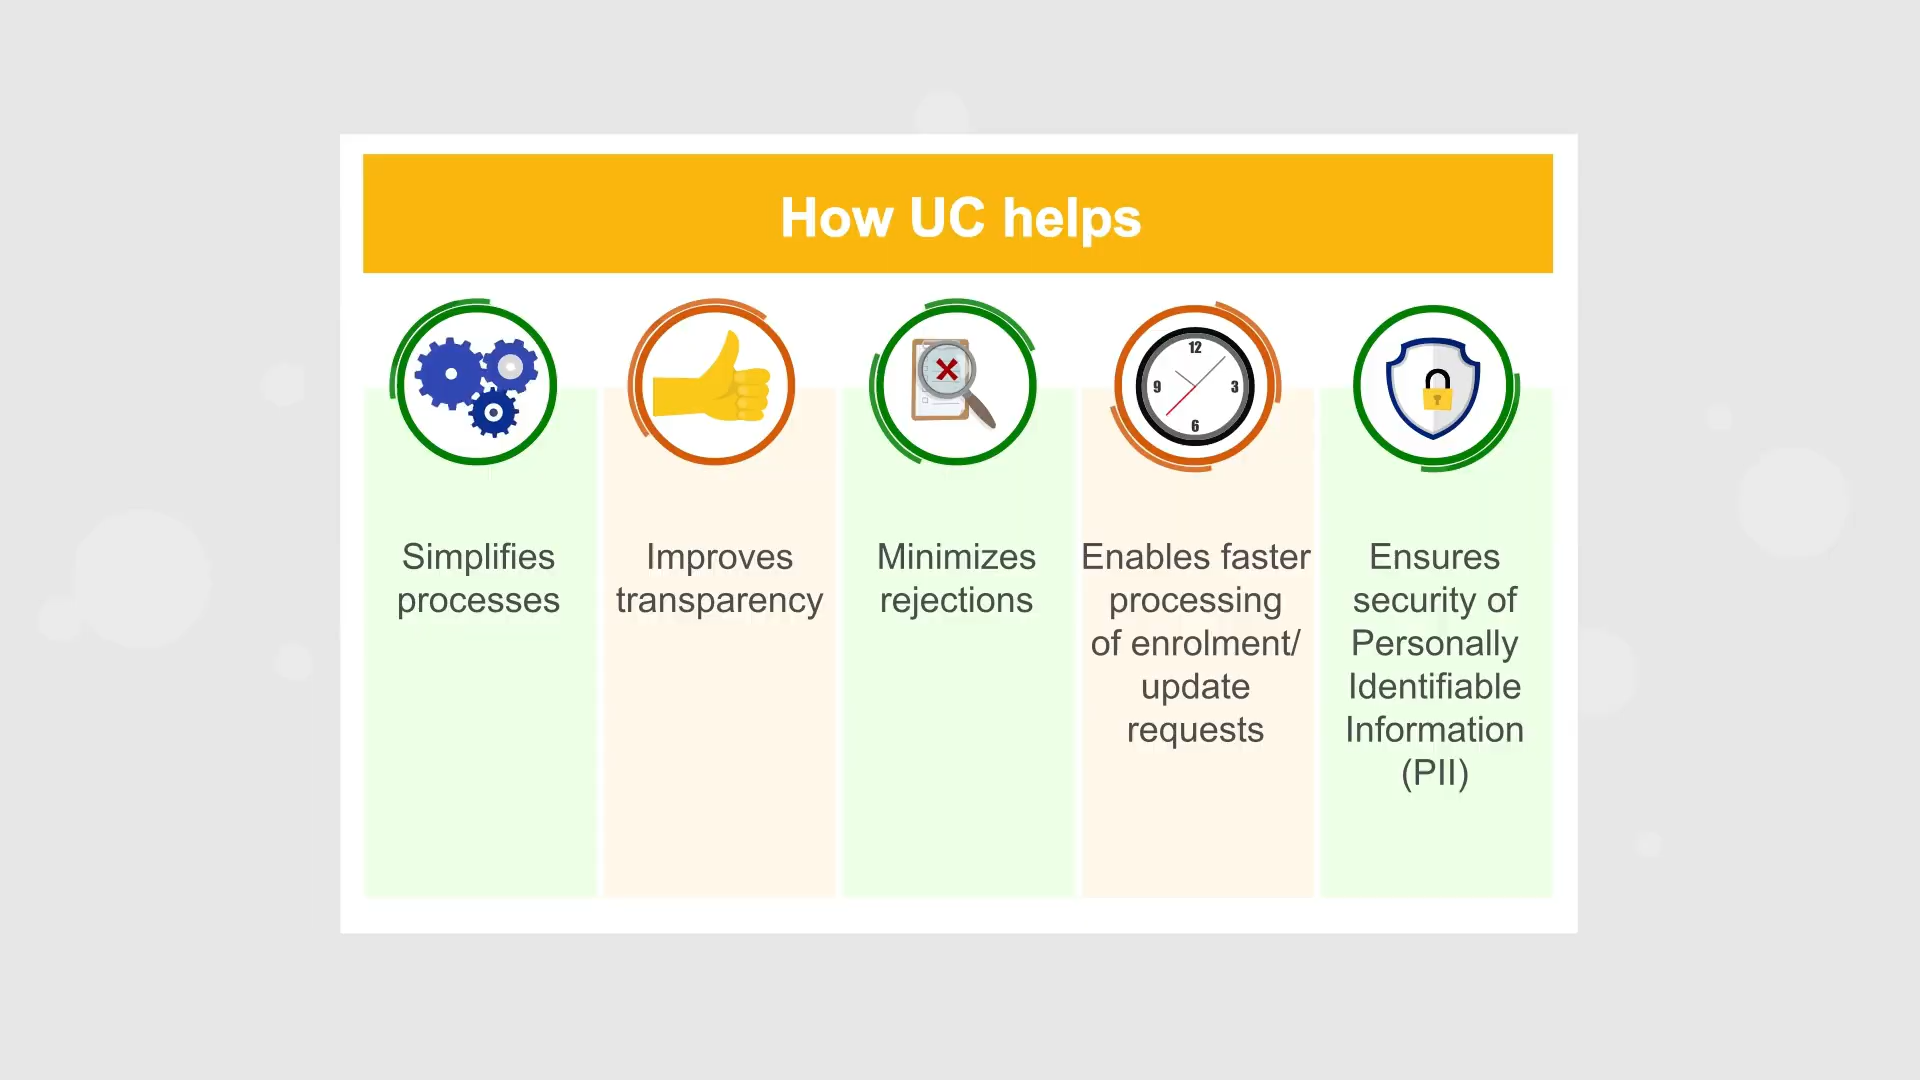 How UC helps
12
9
3
6
Simplifies
processes
Improves
transparency
Minimizes
rejections
Enables faster
processing
of enrolment/
update
requests
Ensures
security of
Personally
Identifiable
Information
(PII)